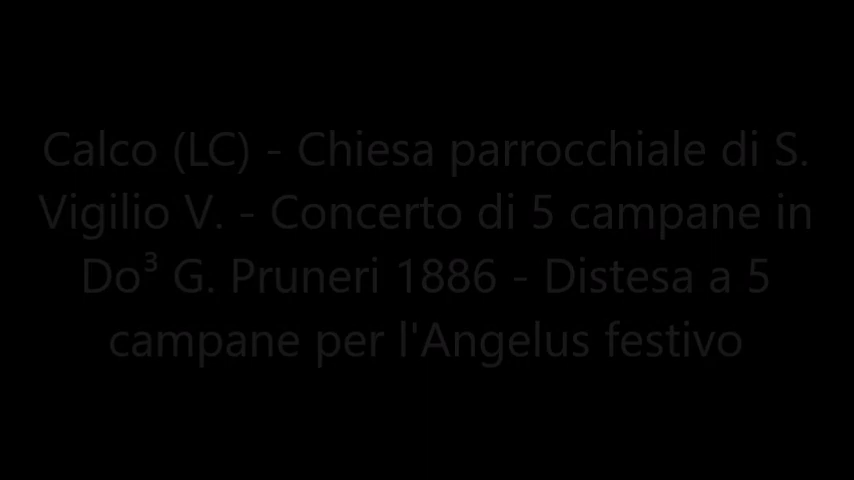 Calco (LC) - Chiesa parrocchiale di S.
Vigilio V. - Concerto di 5 campane in
Do³ G. Pruneri 1886 - Distesa a 5
campane per l'Angelus festivo